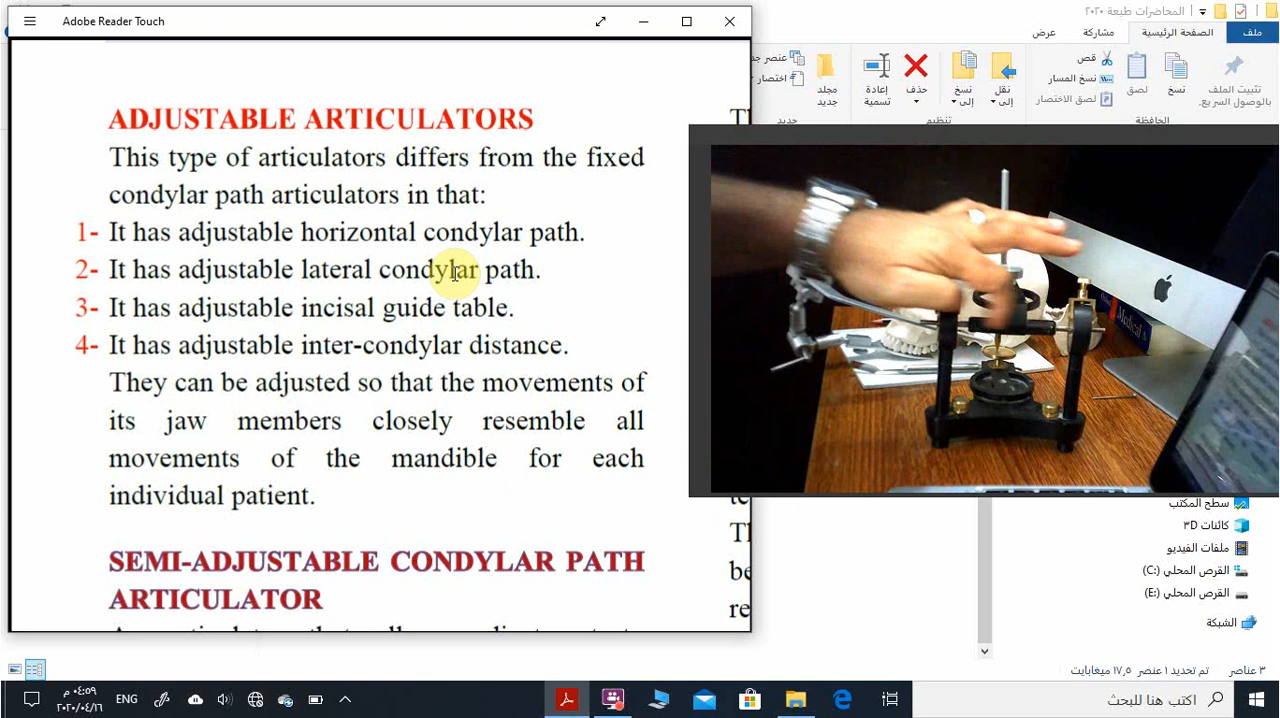 Adobe Reader Touch
ADJUSTABLE ARTICULATORS
This type of articulators differs from the fixed
condylar path articulators in that:
1- It has adjustable horizontal condylar path.
2- It has adjustable lateral condylar path.
3- It has adjustable incisal guide table.
4- It has adjustable inter-condylar distance.
They can be adjusted so that the movements of
its jaw members closely resemble all
movements of the mandible for each
individual patient.
SEMI-ADJUSTABLE CONDYLAR PATH
ARTICULATOR
المحاضرات طبعة ٢٠٢٠
ملف
الصفحة الرئيسية
مشاركة
عرض
تثبيت الملف
بالوصول السريع.
نسخ
لصق
قص
نسخ المسار
لصق الاختصار
الحافظة
نقل
إلى
نسخ
إلى
حذف
إعادة
تسمية
تنظيم
مجلد
جديد
جديد
Medical
سطح المكتب
كائنات ٣D
ملفات الفيديو
القرص المحلي (C:)
القرص المحلي (E:)
الشبكة
٣ عناصر
تم تحديد ١ عنصر ١٧,٥ ميغابايت
اكتب هنا للبحث
ENG
٠٤:٥٩ م
٢٠٢٠/٠٤/١٦